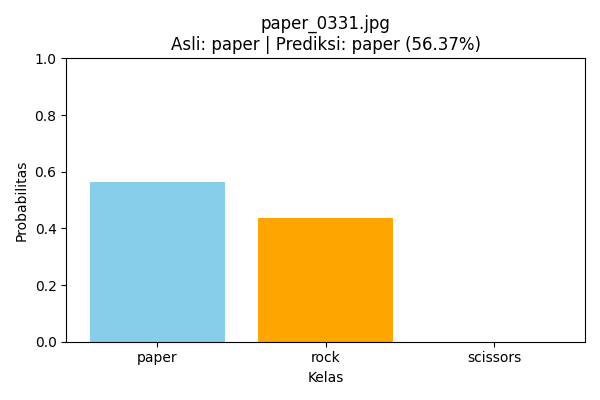 paper_0331.jpg
Asli: paper | Prediksi: paper (56.37%)
Probabilitas
1.0
0.8
0.6
0.4
0.2
0.0
paper rock scissors
Kelas